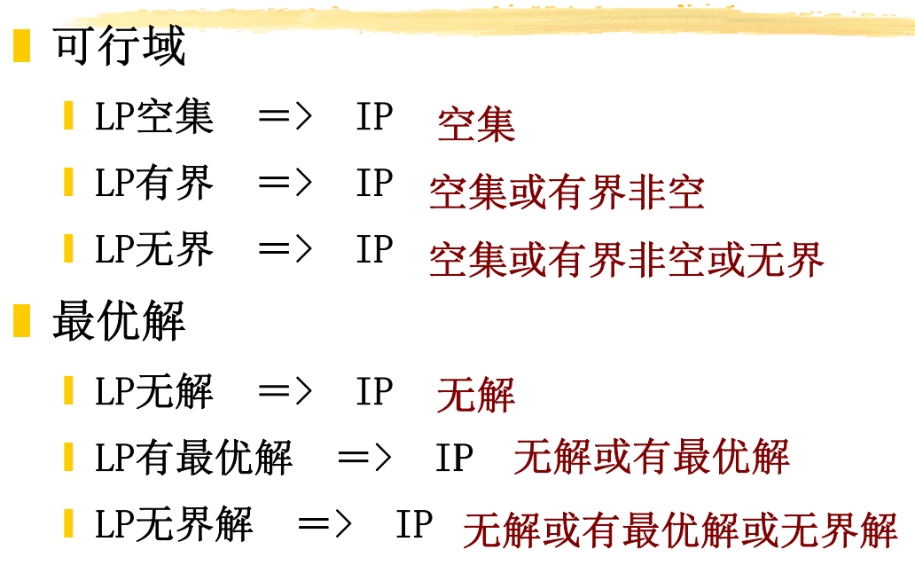 可行域
LP空集 => IP 空集
LP有界 => IP 空集或有界非空
LP无界 => IP 空集或有界非空或无界
最优解
LP无解 => IP 无解
LP有最优解 => IP 无解或有最优解
LP无界解 => IP 无解或有最优解或无界解